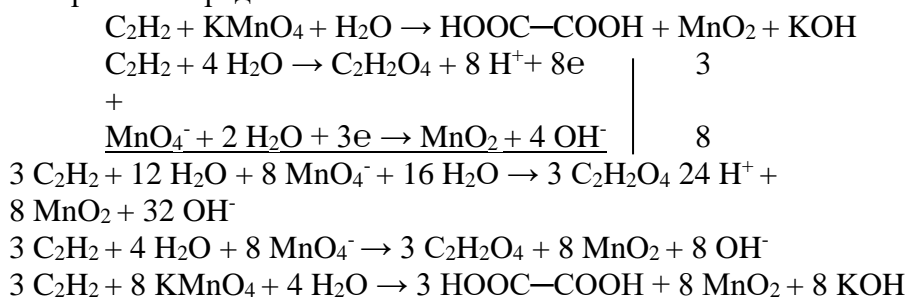 C₂H₂ + KMnO₄ + H₂O → HOOC─COOH + MnO₂ + KOH
C₂H₂ + 4 H₂O → C₂H₂O₄ + 8 H⁺+ 8e 3
+
MnO₄⁻ + 2 H₂O + 3e → MnO₂ + 4 OH⁻ 8
3 C₂H₂ + 12 H₂O + 8 MnO₄⁻ + 16 H₂O → 3 C₂H₂O₄ 24 H⁺ +
8 MnO₂ + 32 OH⁻
3 C₂H₂ + 4 H₂O + 8 MnO₄⁻ → 3 C₂H₂O₄ + 8 MnO₂ + 8 OH⁻
3 C₂H₂ + 8 KMnO₄ + 4 H₂O → 3 HOOC─COOH + 8 MnO₂ + 8 KOH